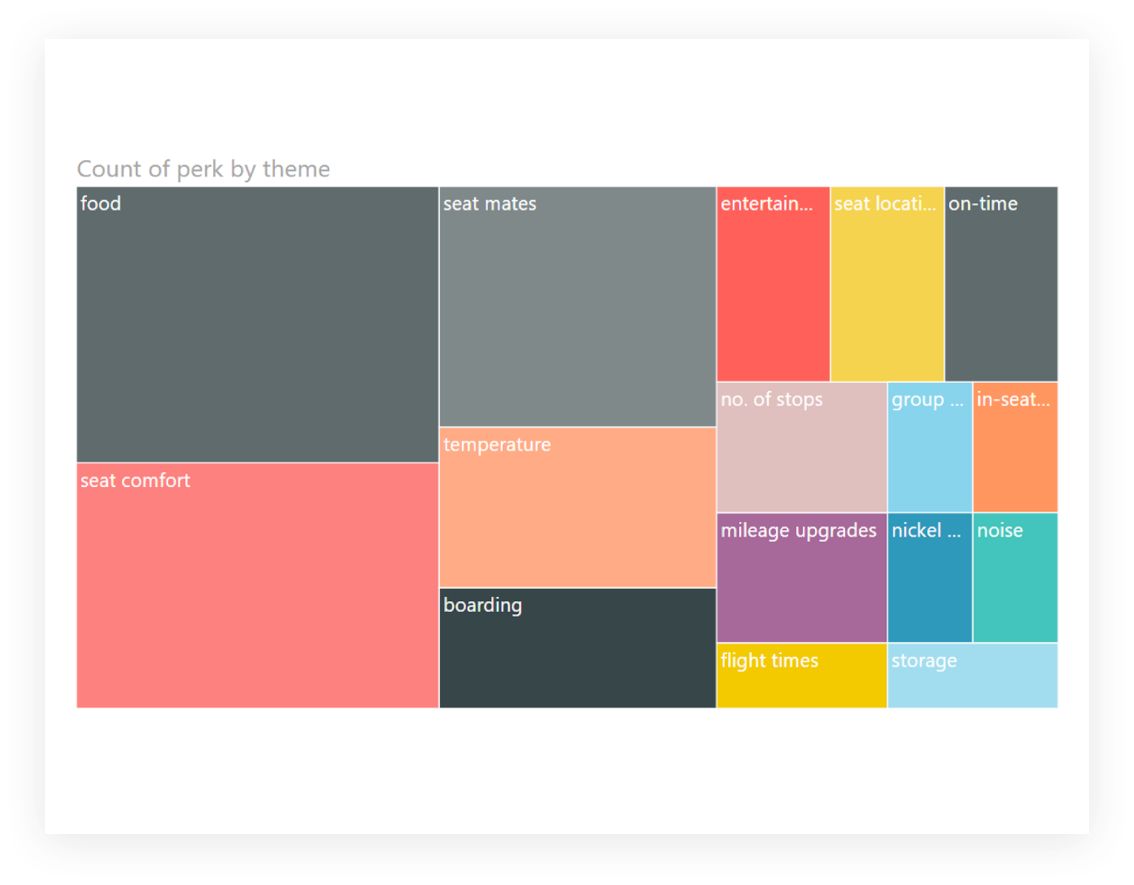 Count of perk by theme
food
seat mates
entertain...
seat locati...
on-time
seat comfort
temperature
boarding
no. of stops
group ...
in-seat...
mileage upgrades
nickel ...
noise
flight times
storage